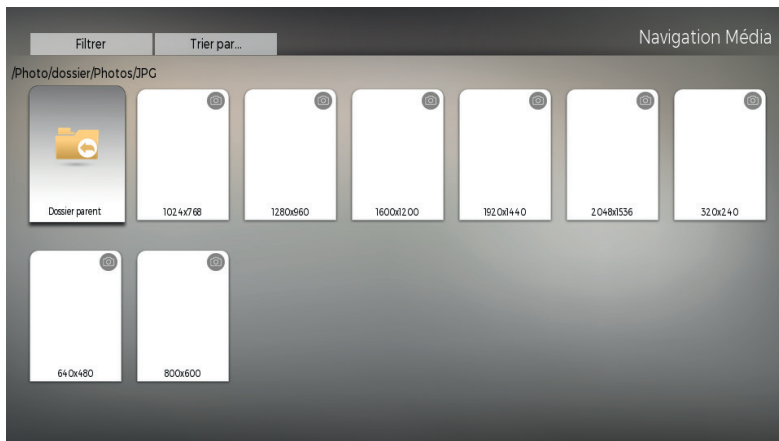 Filtrer
Trier par...
Navigation Média
/Photo/dossier/Photos/JPG
Dossier parent
1024x768
1280x960
1600x1200
1920x1440
2048x1536
320x240
640x480
800x600